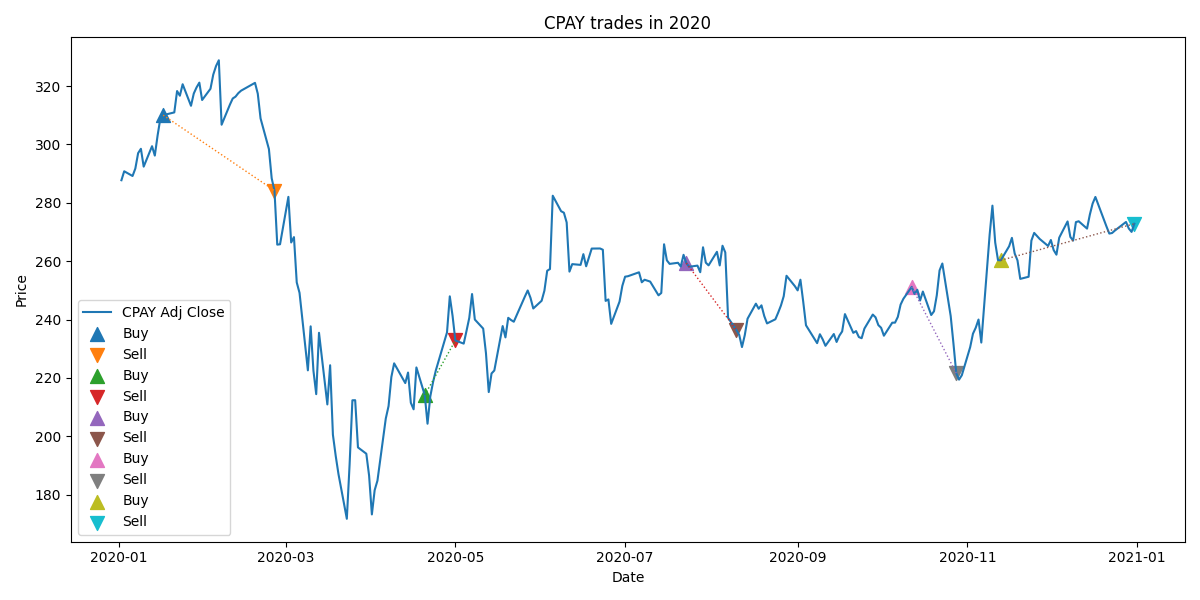 CPAY trades in 2020
Price
320
300
280
260
240
220
200
180
CPAY Adj Close
Buy
Sell
Buy
Sell
Buy
Sell
Buy
Sell
Buy
Sell
2020-01
2020-03
2020-05
2020-07
2020-09
2020-11
2021-01
Date